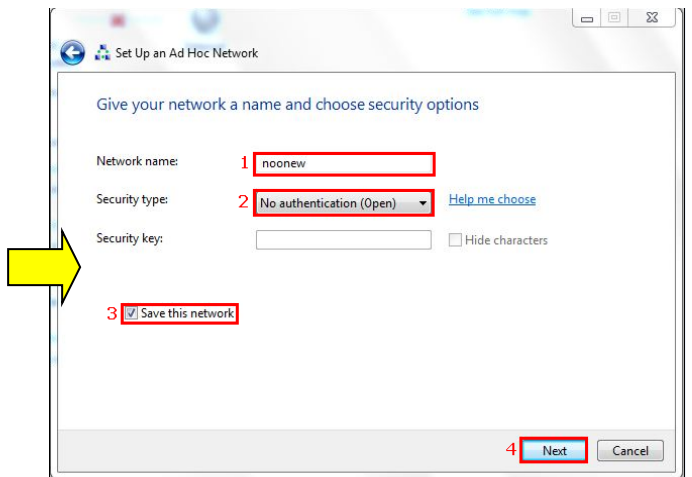 Set Up an Ad Hoc Network
Give your network a name and choose security options
Network name: 1 noonew
Security type: 2 No authentication (Open) Help me choose
Security key: Hide characters
3 Save this network
4 Next Cancel